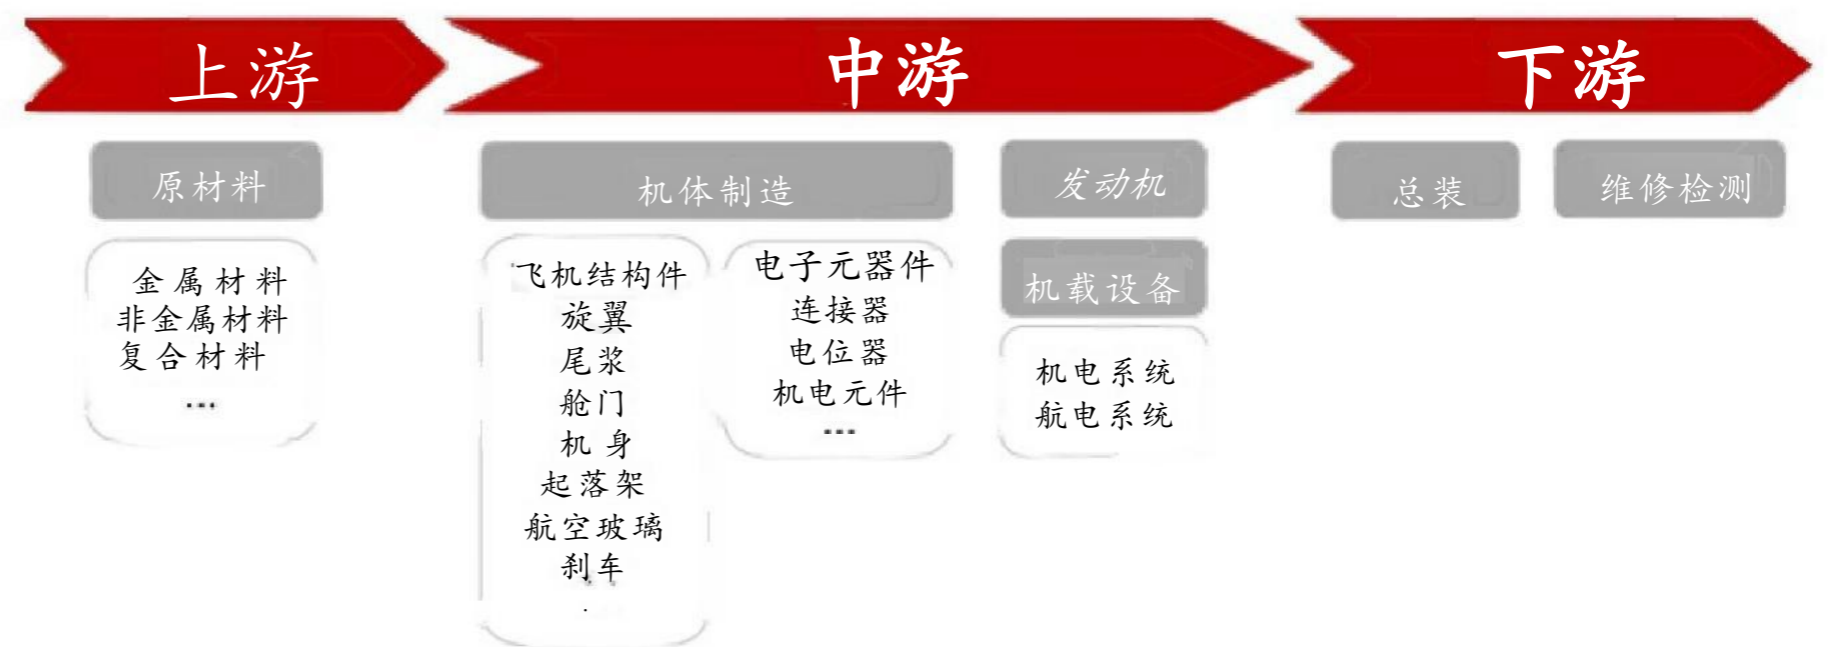 上游
中游
下游
原材料
金属材料
非金属材料
复合材料
...
机体制造
飞机结构件
旋翼
尾浆
舱门
机身
起落架
航空玻璃
刹车
电子元器件
连接器
电位器
机电元件
...
发动机
机载设备
机电系统
航电系统
总装
维修检测